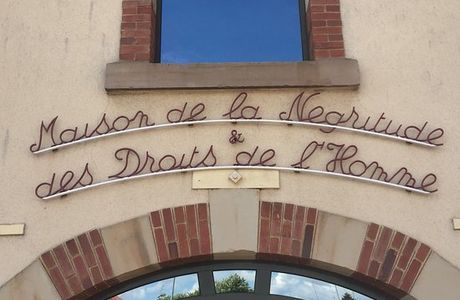 Maison de la Négritude
&
des Droits de l'Homme